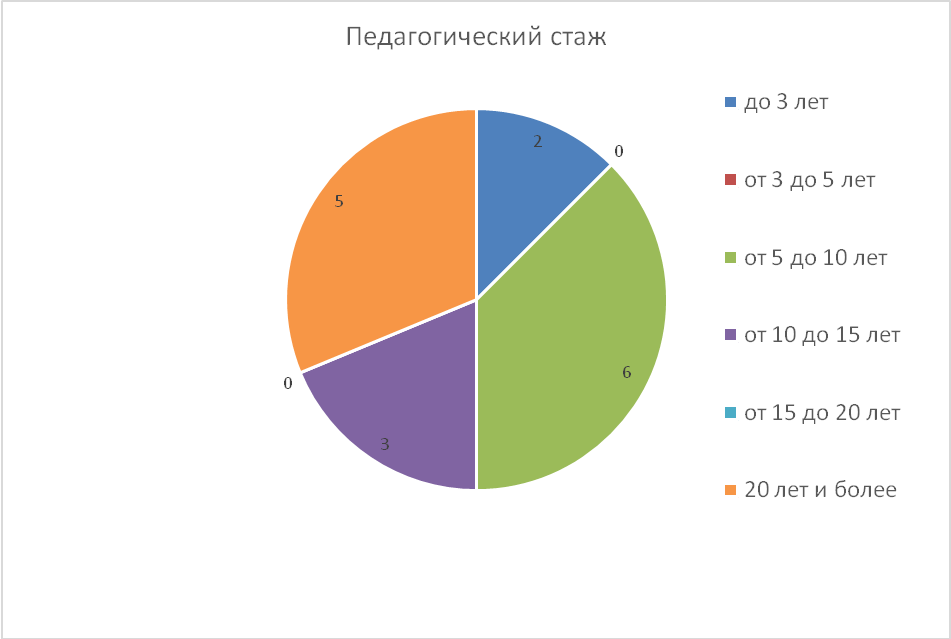 Педагогический стаж
2
0
6
3
0
5
до 3 лет
от 3 до 5 лет
от 5 до 10 лет
от 10 до 15 лет
от 15 до 20 лет
20 лет и более